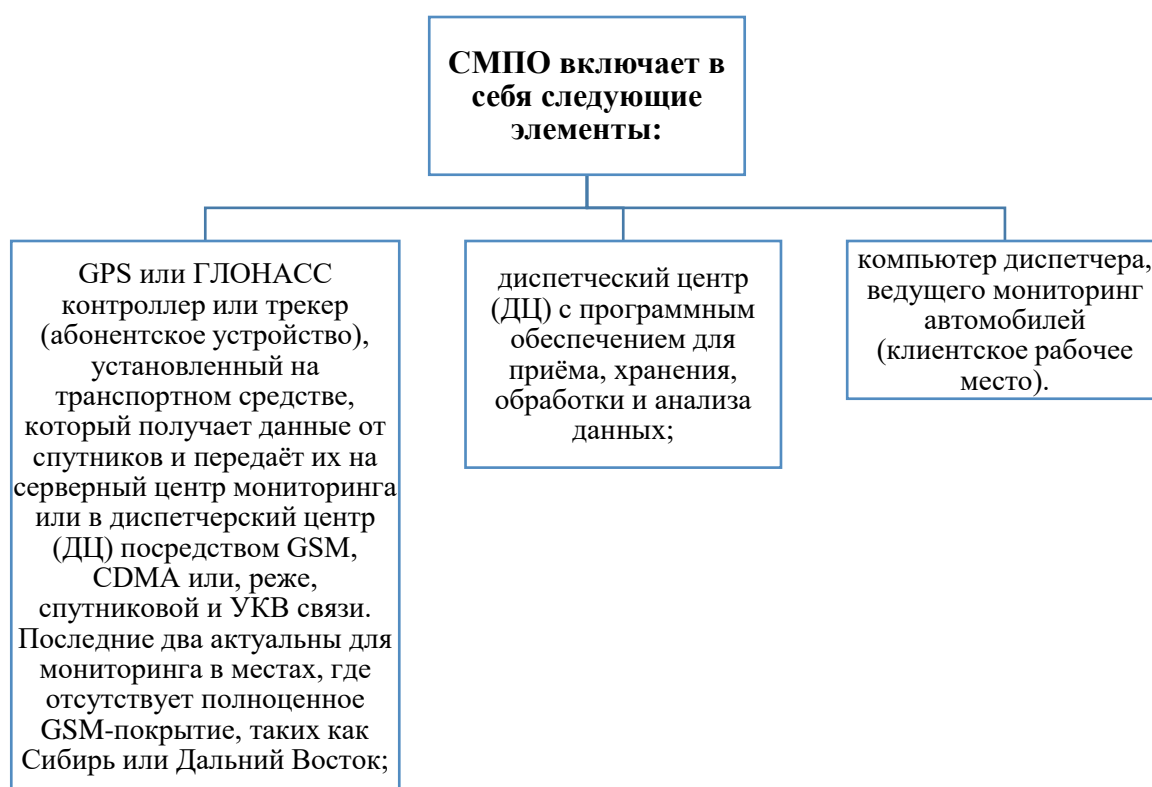 СМПО включает в
себя следующие
элементы:
GPS или ГЛОНАСС
контроллер или трекер
(абонентское устройство),
установленный на
транспортном средстве,
который получает данные от
спутников и передаёт их на
серверный центр мониторинга
или в диспетчерский центр
(ДЦ) посредством GSM,
CDMA или, реже,
спутниковой и УКВ связи.
Последние два актуальны для
мониторинга в местах, где
отсутствует полноценное
GSM-покрытие, таких как
Сибирь или Дальний Восток;
диспетческий центр
(ДЦ) с программным
обеспечением для
приёма, хранения,
обработки и анализа
данных;
компьютер диспетчера,
ведущего мониторинг
автомобилей
(клиентское рабочее
место).